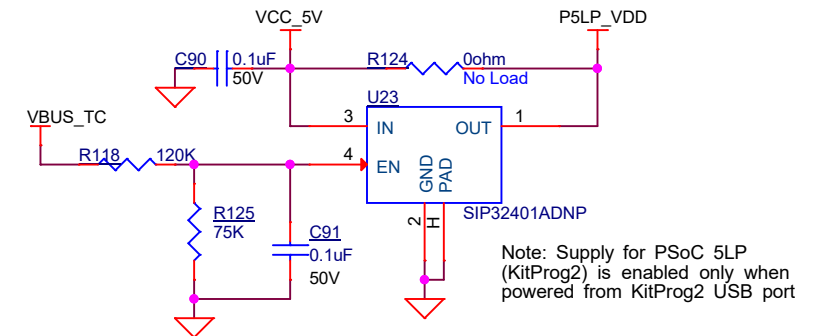 VCC_5V
P5LP_VDD
C90
0.1uF
50V
R124
0ohm
No Load
U23
VBUS_TC
3
IN
OUT
1
R118
120K
4
EN
GND
PAD
R125
75K
C91
0.1uF
50V
2
H
SIP32401ADNP
Note: Supply for PSoC 5LP
(KitProg2) is enabled only when
powered from KitProg2 USB port